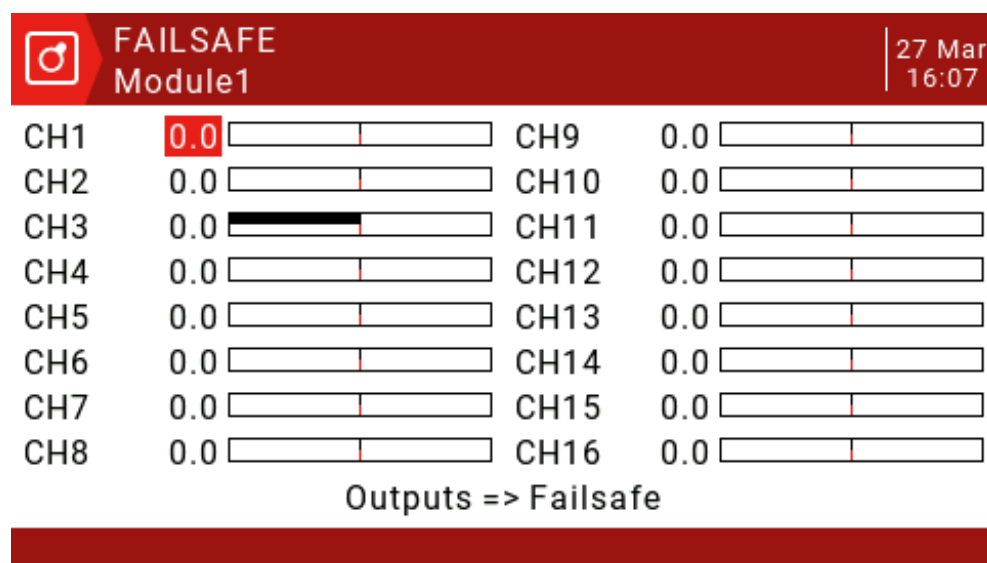 FAILSAFE
Module1
27 Mar
16:07
CH1 0.0 CH9 0.0
CH2 0.0 CH10 0.0
CH3 0.0 CH11 0.0
CH4 0.0 CH12 0.0
CH5 0.0 CH13 0.0
CH6 0.0 CH14 0.0
CH7 0.0 CH15 0.0
CH8 0.0 CH16 0.0
Outputs => Failsafe